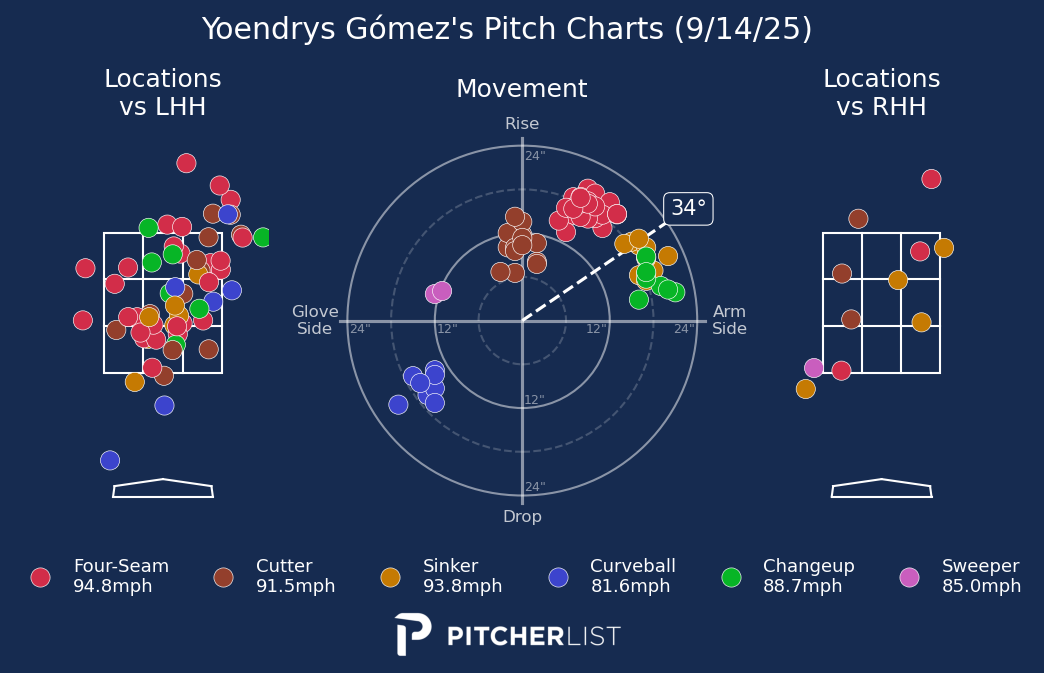 Yoendrys Gómez's Pitch Charts (9/14/25)
Locations
vs LHH
Movement
Locations
vs RHH
Rise
24"
34°
Glove
Side
24"
12"
12"
24"
Arm
Side
12"
24"
Drop
Four-Seam
94.8mph
Cutter
91.5mph
Sinker
93.8mph
Curveball
81.6mph
Changeup
88.7mph
Sweeper
85.0mph
PITCHERLIST